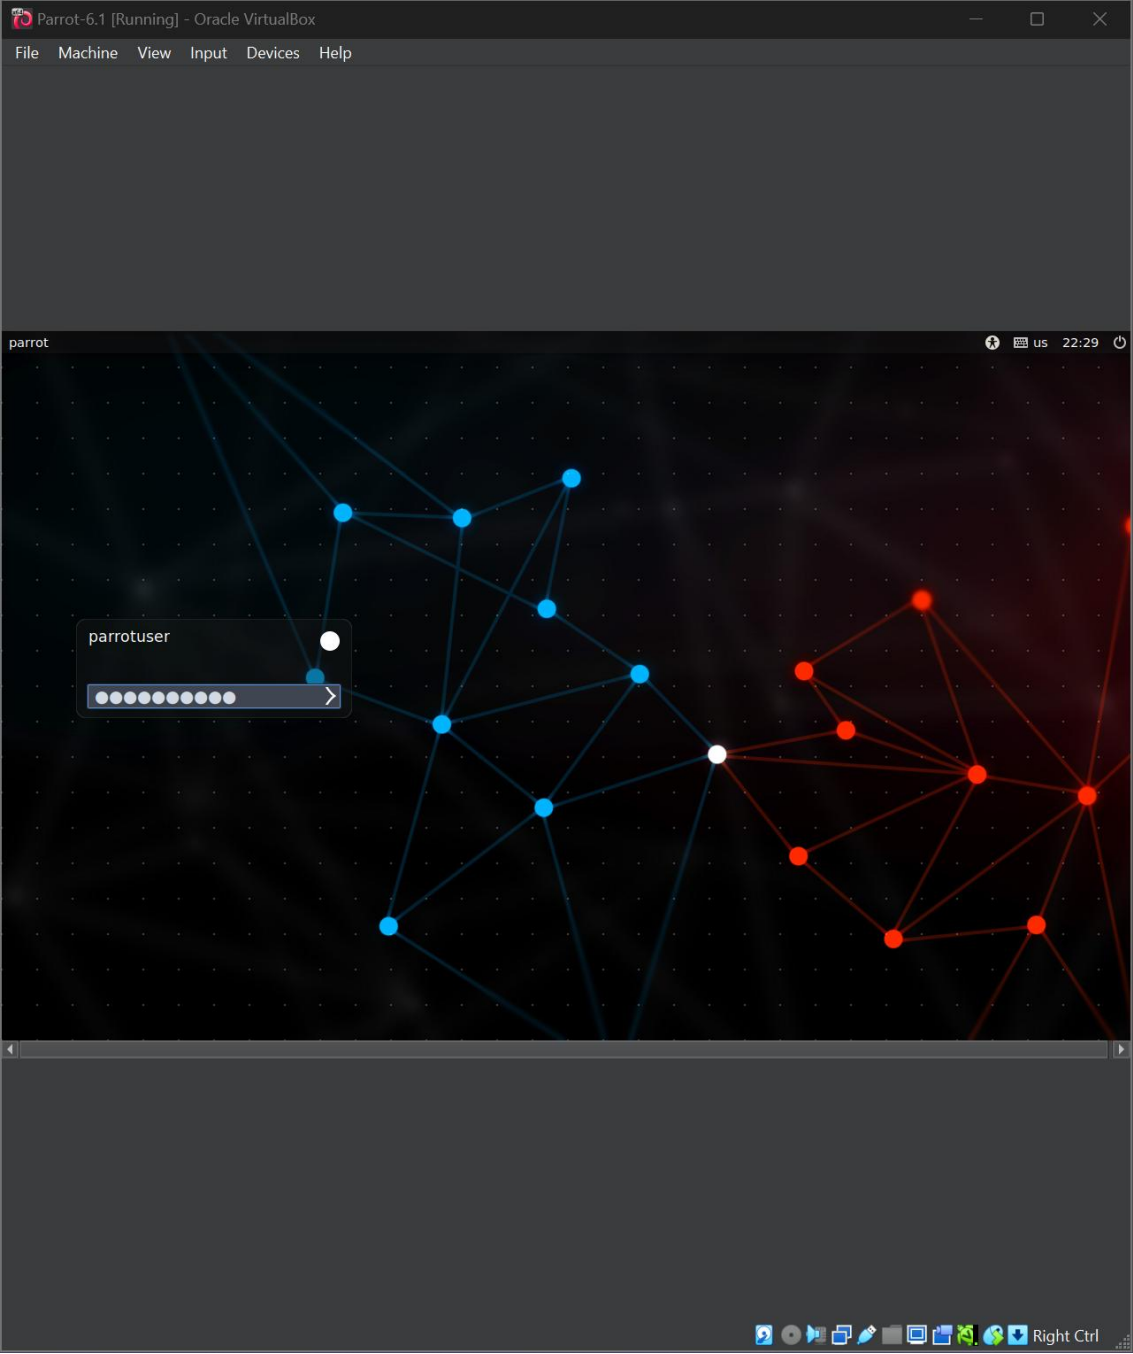 Parrot-6.1 [Running] - Oracle VirtualBox
File Machine View Input Devices Help
parrot us 22:29
parrotuser
Right Ctrl